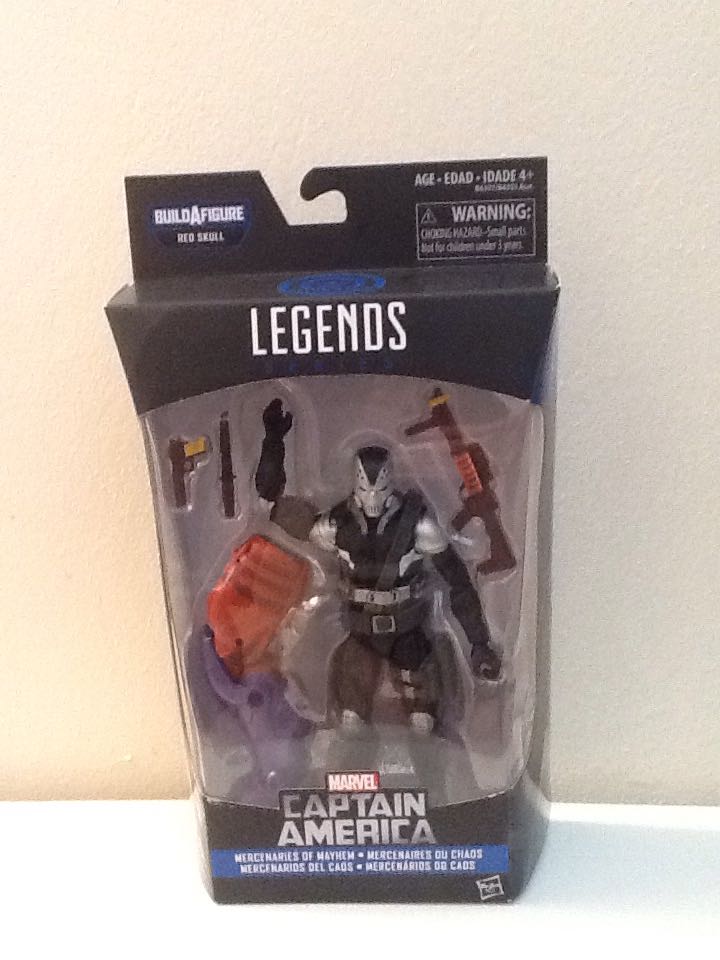 BUILDAFIGURE
RED SKULL
AGE • EDAD • IDADE 4+
WARNING:
CHOKING HAZARD-Small parts
Not for children under 3 years.
LEGENDS
SERIES
MARVEL
CAPTAIN
AMERICA
MERCENARIES OF MAYHEM • MERCENAIRES DU CHAOS
MERCENARIOS DEL CAOS • MERCENÁRIOS DO CAOS